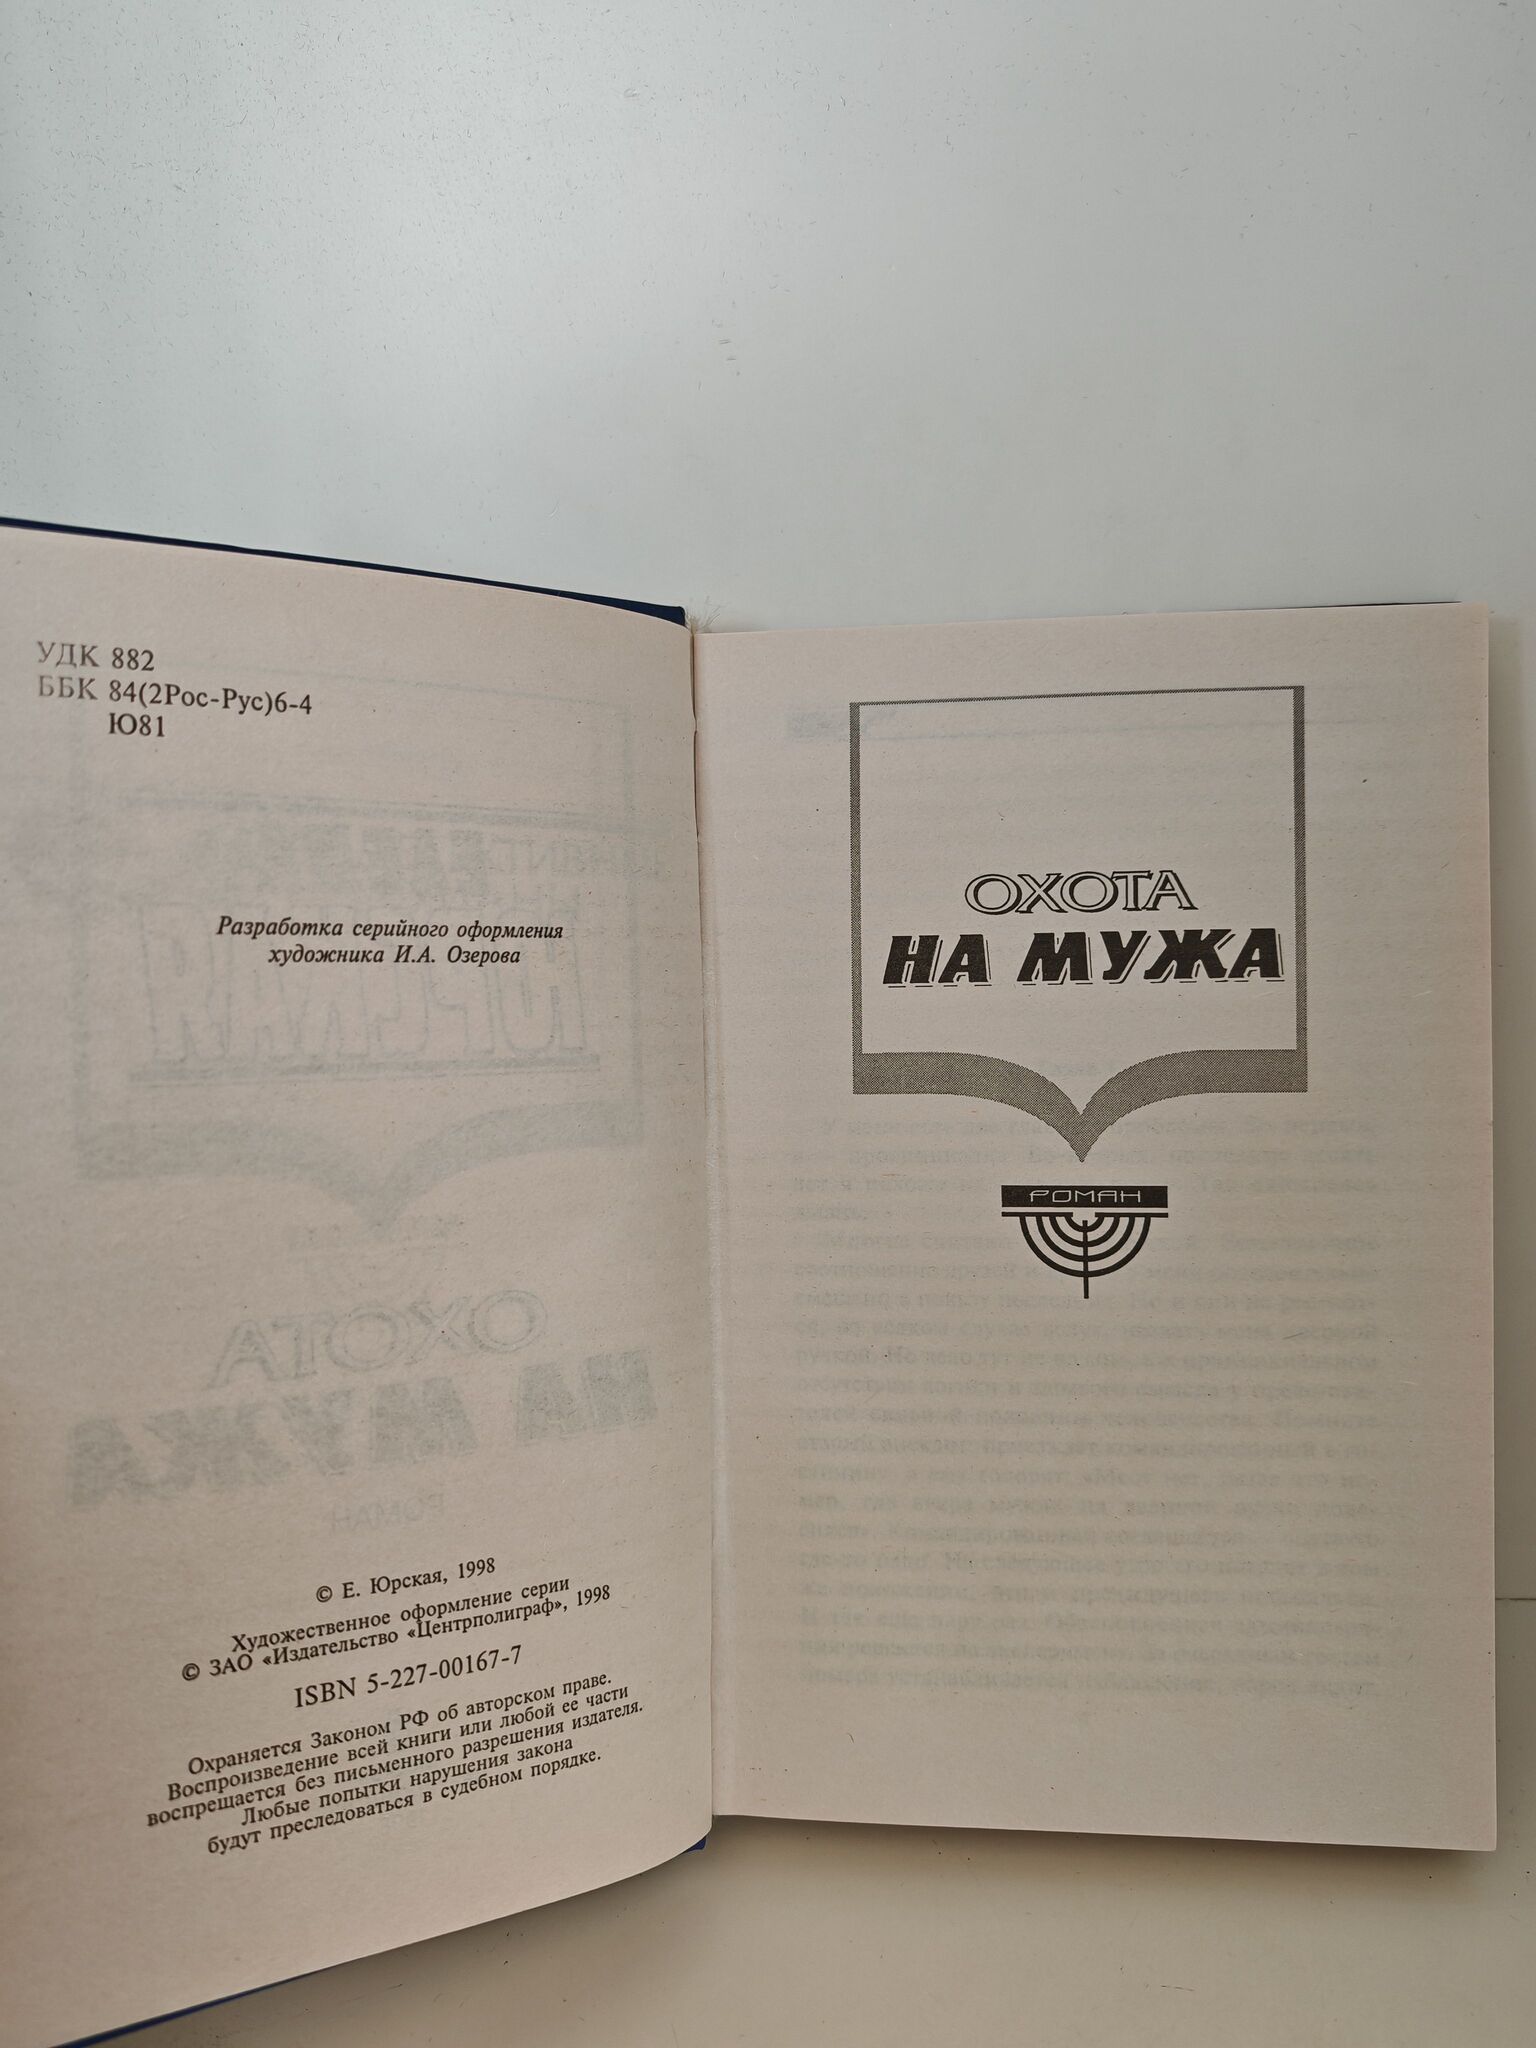 УДК 882
ББК 84(2Рос-Рус)6-4
Ю81
Разработка серийного оформления
художника И.А. Озерова
© Е. Юрская, 1998
Художественное оформление серии
© ЗАО «Издательство «Центрполиграф», 1998
ISBN 5-227-00167-7
Охраняется Законом РФ об авторском праве.
Воспроизведение всей книги или любой ее части
воспрещается без письменного разрешения издателя.
Любые попытки нарушения закона
будут преследоваться в судебном порядке.
ОХОТА
НА МУЖА
РОМАН